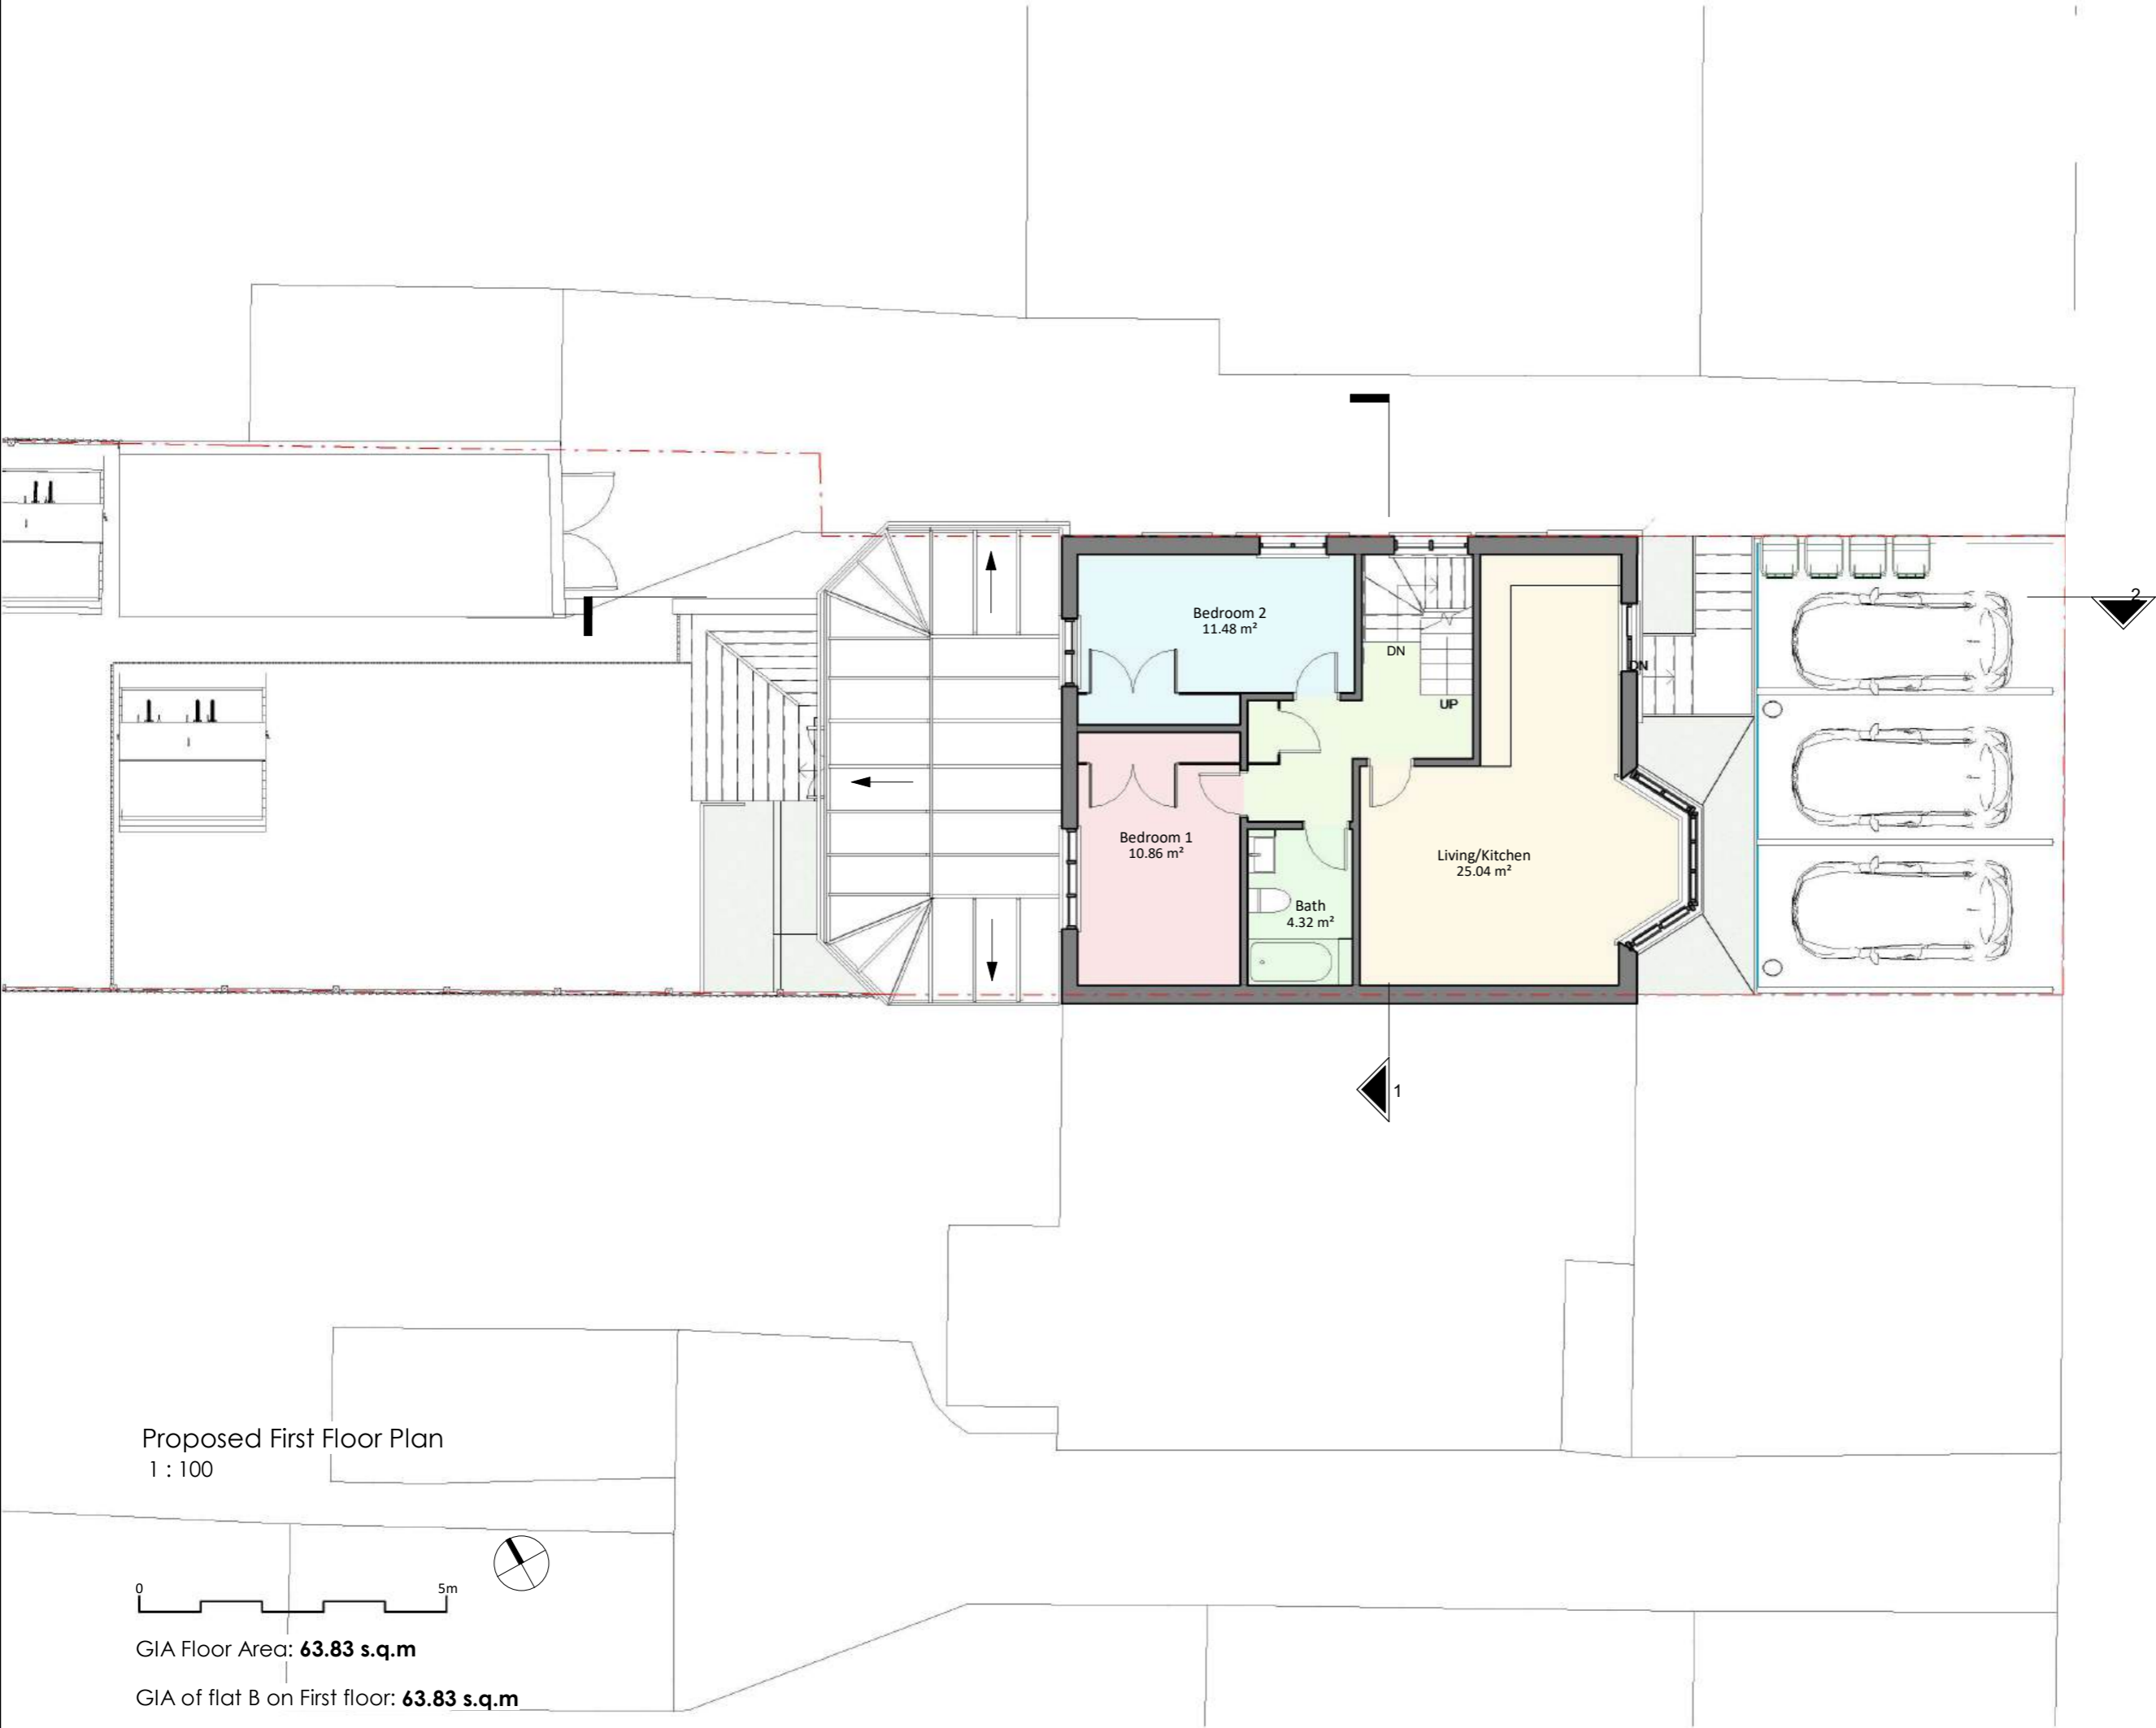 2
Bedroom 2
11.48 m²
DN
DN
UP
Bedroom 1
10.86 m²
Living/Kitchen
25.04 m²
Bath
4.32 m²
1
Proposed First Floor Plan
1 : 100
0 5m
GIA Floor Area: 63.83 s.q.m
GIA of flat B on First floor: 63.83 s.q.m